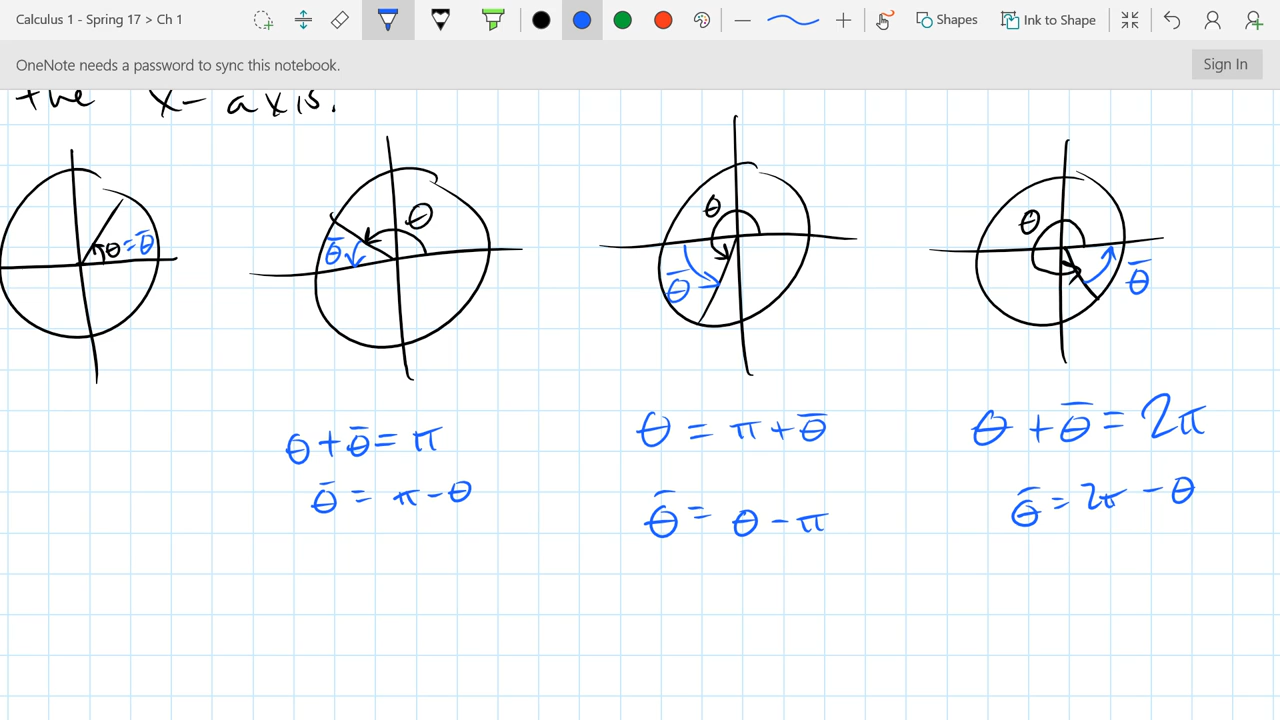 Calculus 1 - Spring 17 > Ch 1
Shapes
Ink to Shape
OneNote needs a password to sync this notebook.
Sign In
the x-axis.
θ = θ̄
θ
θ̄
θ
θ̄
θ
θ̄
θ + θ̄ = π
θ̄ = π - θ
θ = π + θ̄
θ̄ = θ - π
θ + θ̄ = 2π
θ̄ = 2π - θ